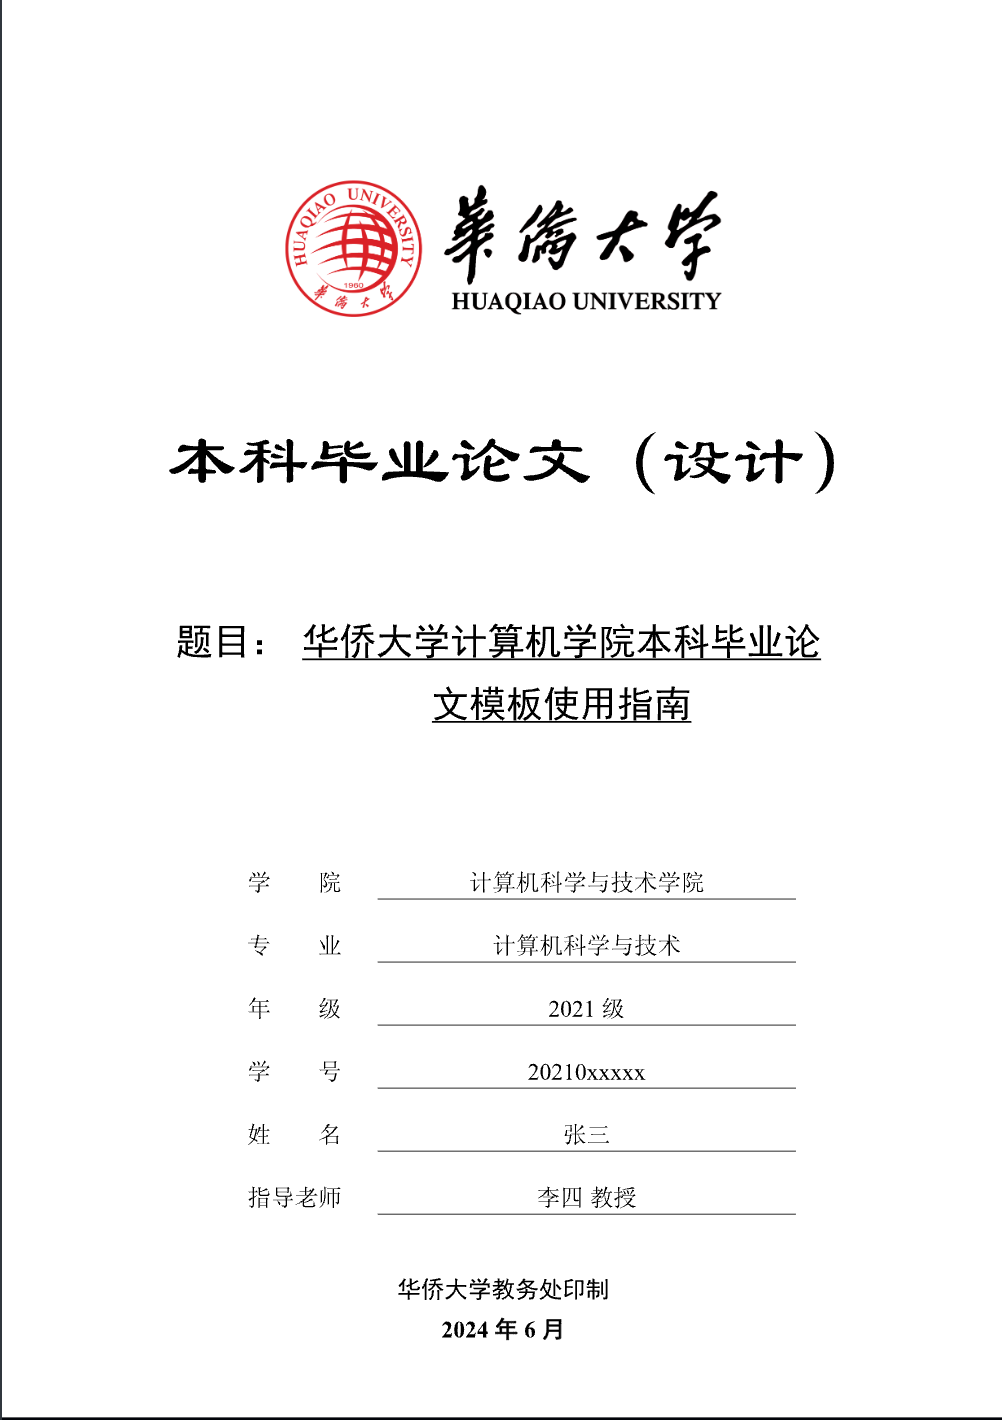 HUAQIAO UNIVERSITY
1960
華僑大學
華僑大學
HUAQIAO UNIVERSITY
本科毕业论文（设计）
题目： 华侨大学计算机学院本科毕业论
文模板使用指南
学 院 计算机科学与技术学院
专 业 计算机科学与技术
年 级 2021 级
学 号 20210xxxxx
姓 名 张三
指导老师 李四 教授
华侨大学教务处印制
2024 年 6 月